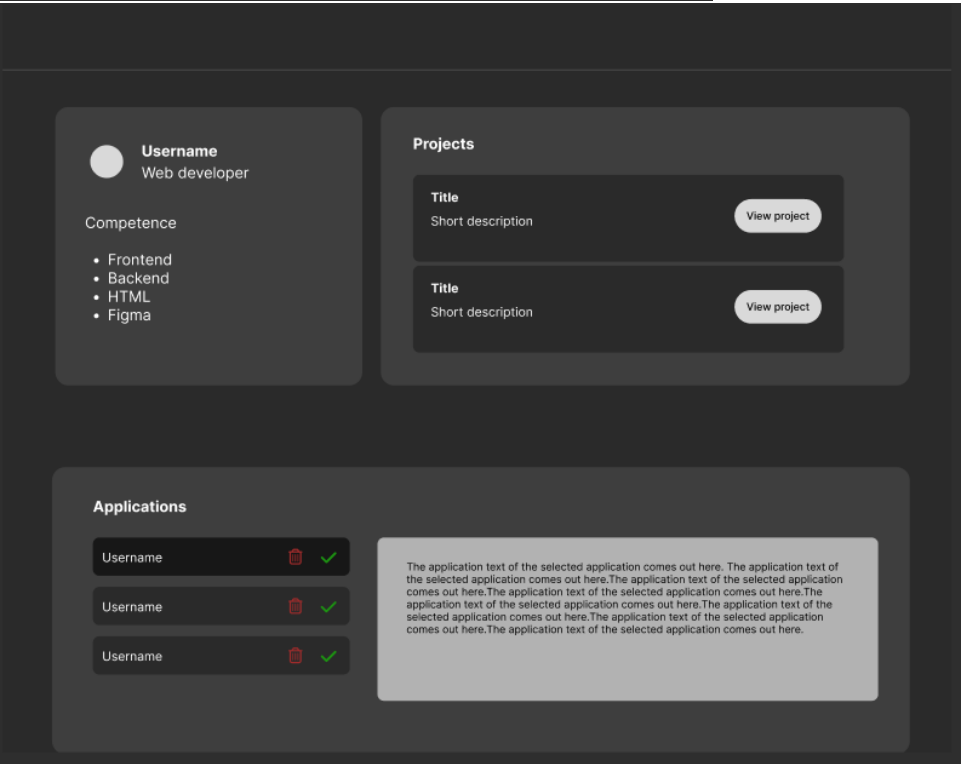 Username
Web developer
Competence
Frontend
Backend
HTML
Figma
Projects
Title
Short description
View project
Title
Short description
View project
Applications
Username
Username
Username
The application text of the selected application comes out here. The application text of
the selected application comes out here.The application text of the selected application
comes out here.The application text of the selected application comes out here.The
application text of the selected application comes out here.The application text of the
selected application comes out here.The application text of the selected application
comes out here.The application text of the selected application comes out here.